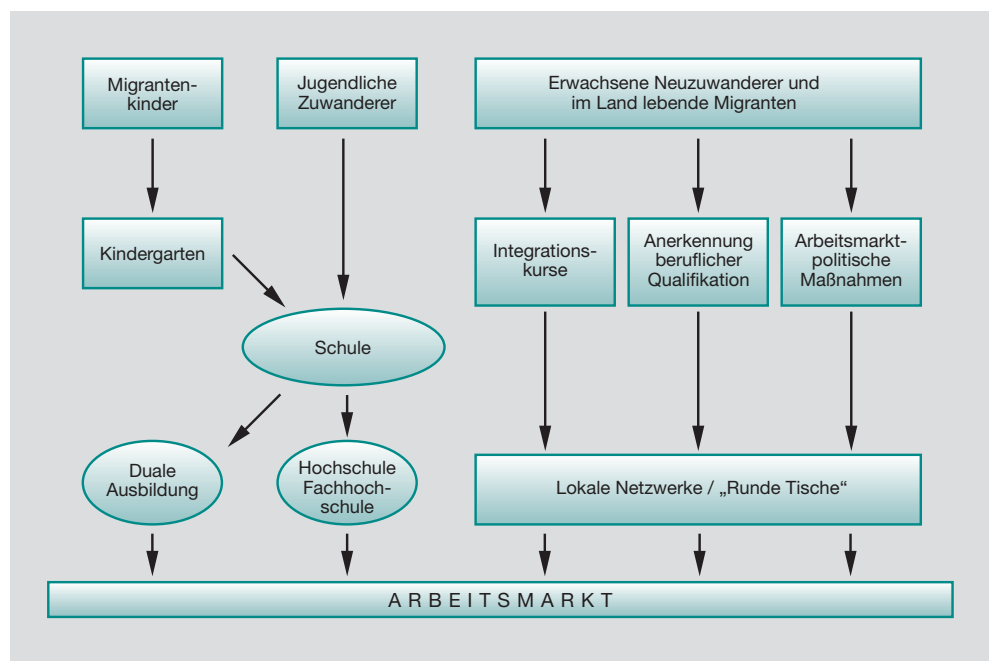 Migranten-
kinder
Jugendliche
Zuwanderer
Erwachsene Neuzuwanderer und
im Land lebende Migranten
Kindergarten
Integrations-
kurse
Anerkennung
beruflicher
Qualifikation
Arbeitsmarkt-
politische
Maßnahmen
Schule
Duale
Ausbildung
Hochschule
Fachhoch-
schule
Lokale Netzwerke / „Runde Tische“
ARBEITSMARKT